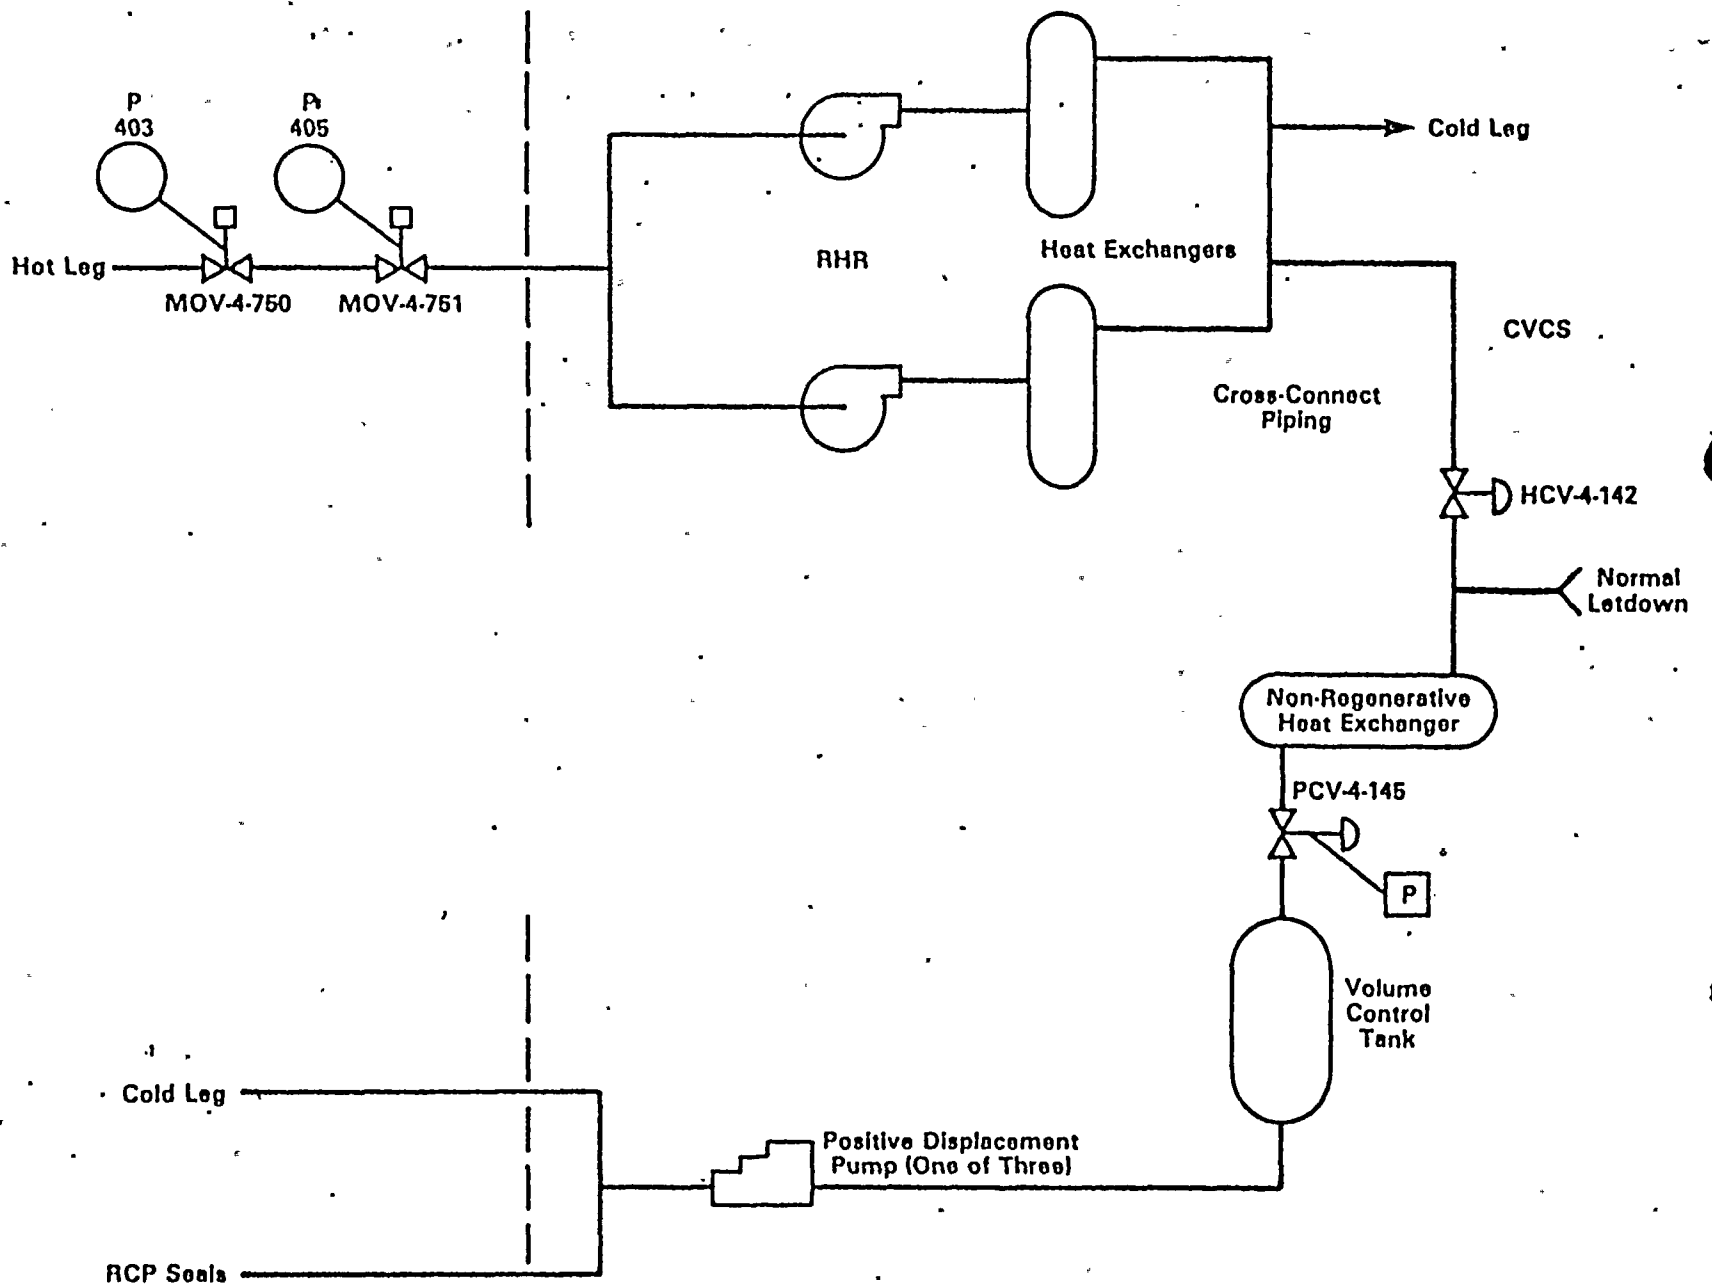 P
403
P
405
Cold Leg
Hot Leg
RHR
Heat Exchangers
MOV-4-750
MOV-4-751
CVCS
Cross-Connect
Piping
HCV-4-142
Normal
Letdown
Non-Regenerative
Heat Exchanger
PCV-4-145
P
Volume
Control
Tank
Cold Leg
Positive Displacement
Pump (One of Three)
RCP Seals